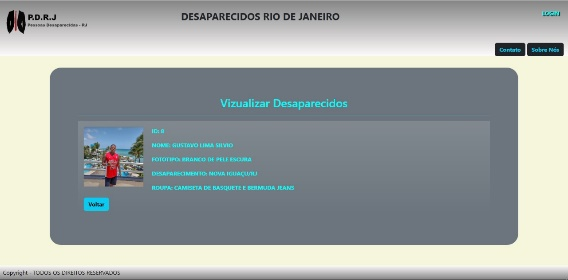 P.D.R.J
Pessoas Desaparecidas - RJ
DESAPARECIDOS RIO DE JANEIRO
LOGIN
Contato
Sobre Nós
Vizualizar Desaparecidos
ID: 8
NOME: GUSTAVO LIMA SILVIO
FOTOTIPO: BRANCO DE PELE ESCURA
DESAPARECIMENTO: NOVA IGUAÇU/RJ
ROUPA: CAMISETA DE BASQUETE E BERMUDA JEANS
Voltar
Copyright - TODOS OS DIREITOS RESERVADOS